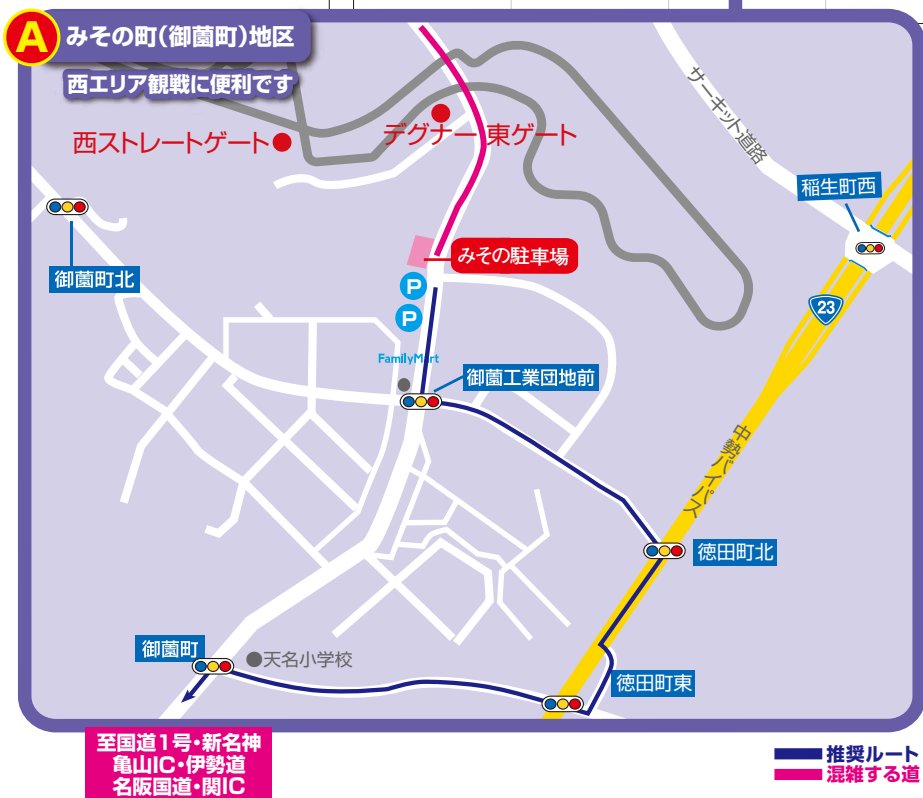 A
みその町(御薗町)地区
西エリア観戦に便利です
サーキット道路
西ストレートゲート
デグナー東ゲート
稲生町西
みその駐車場
御薗町北
P
P
23
FamilyMart
御薗工業団地前
中勢バイパス
徳田町北
御薗町
天名小学校
徳田町東
至国道1号・新名神
亀山IC・伊勢道
名阪国道・関IC
推奨ルート
混雑する道